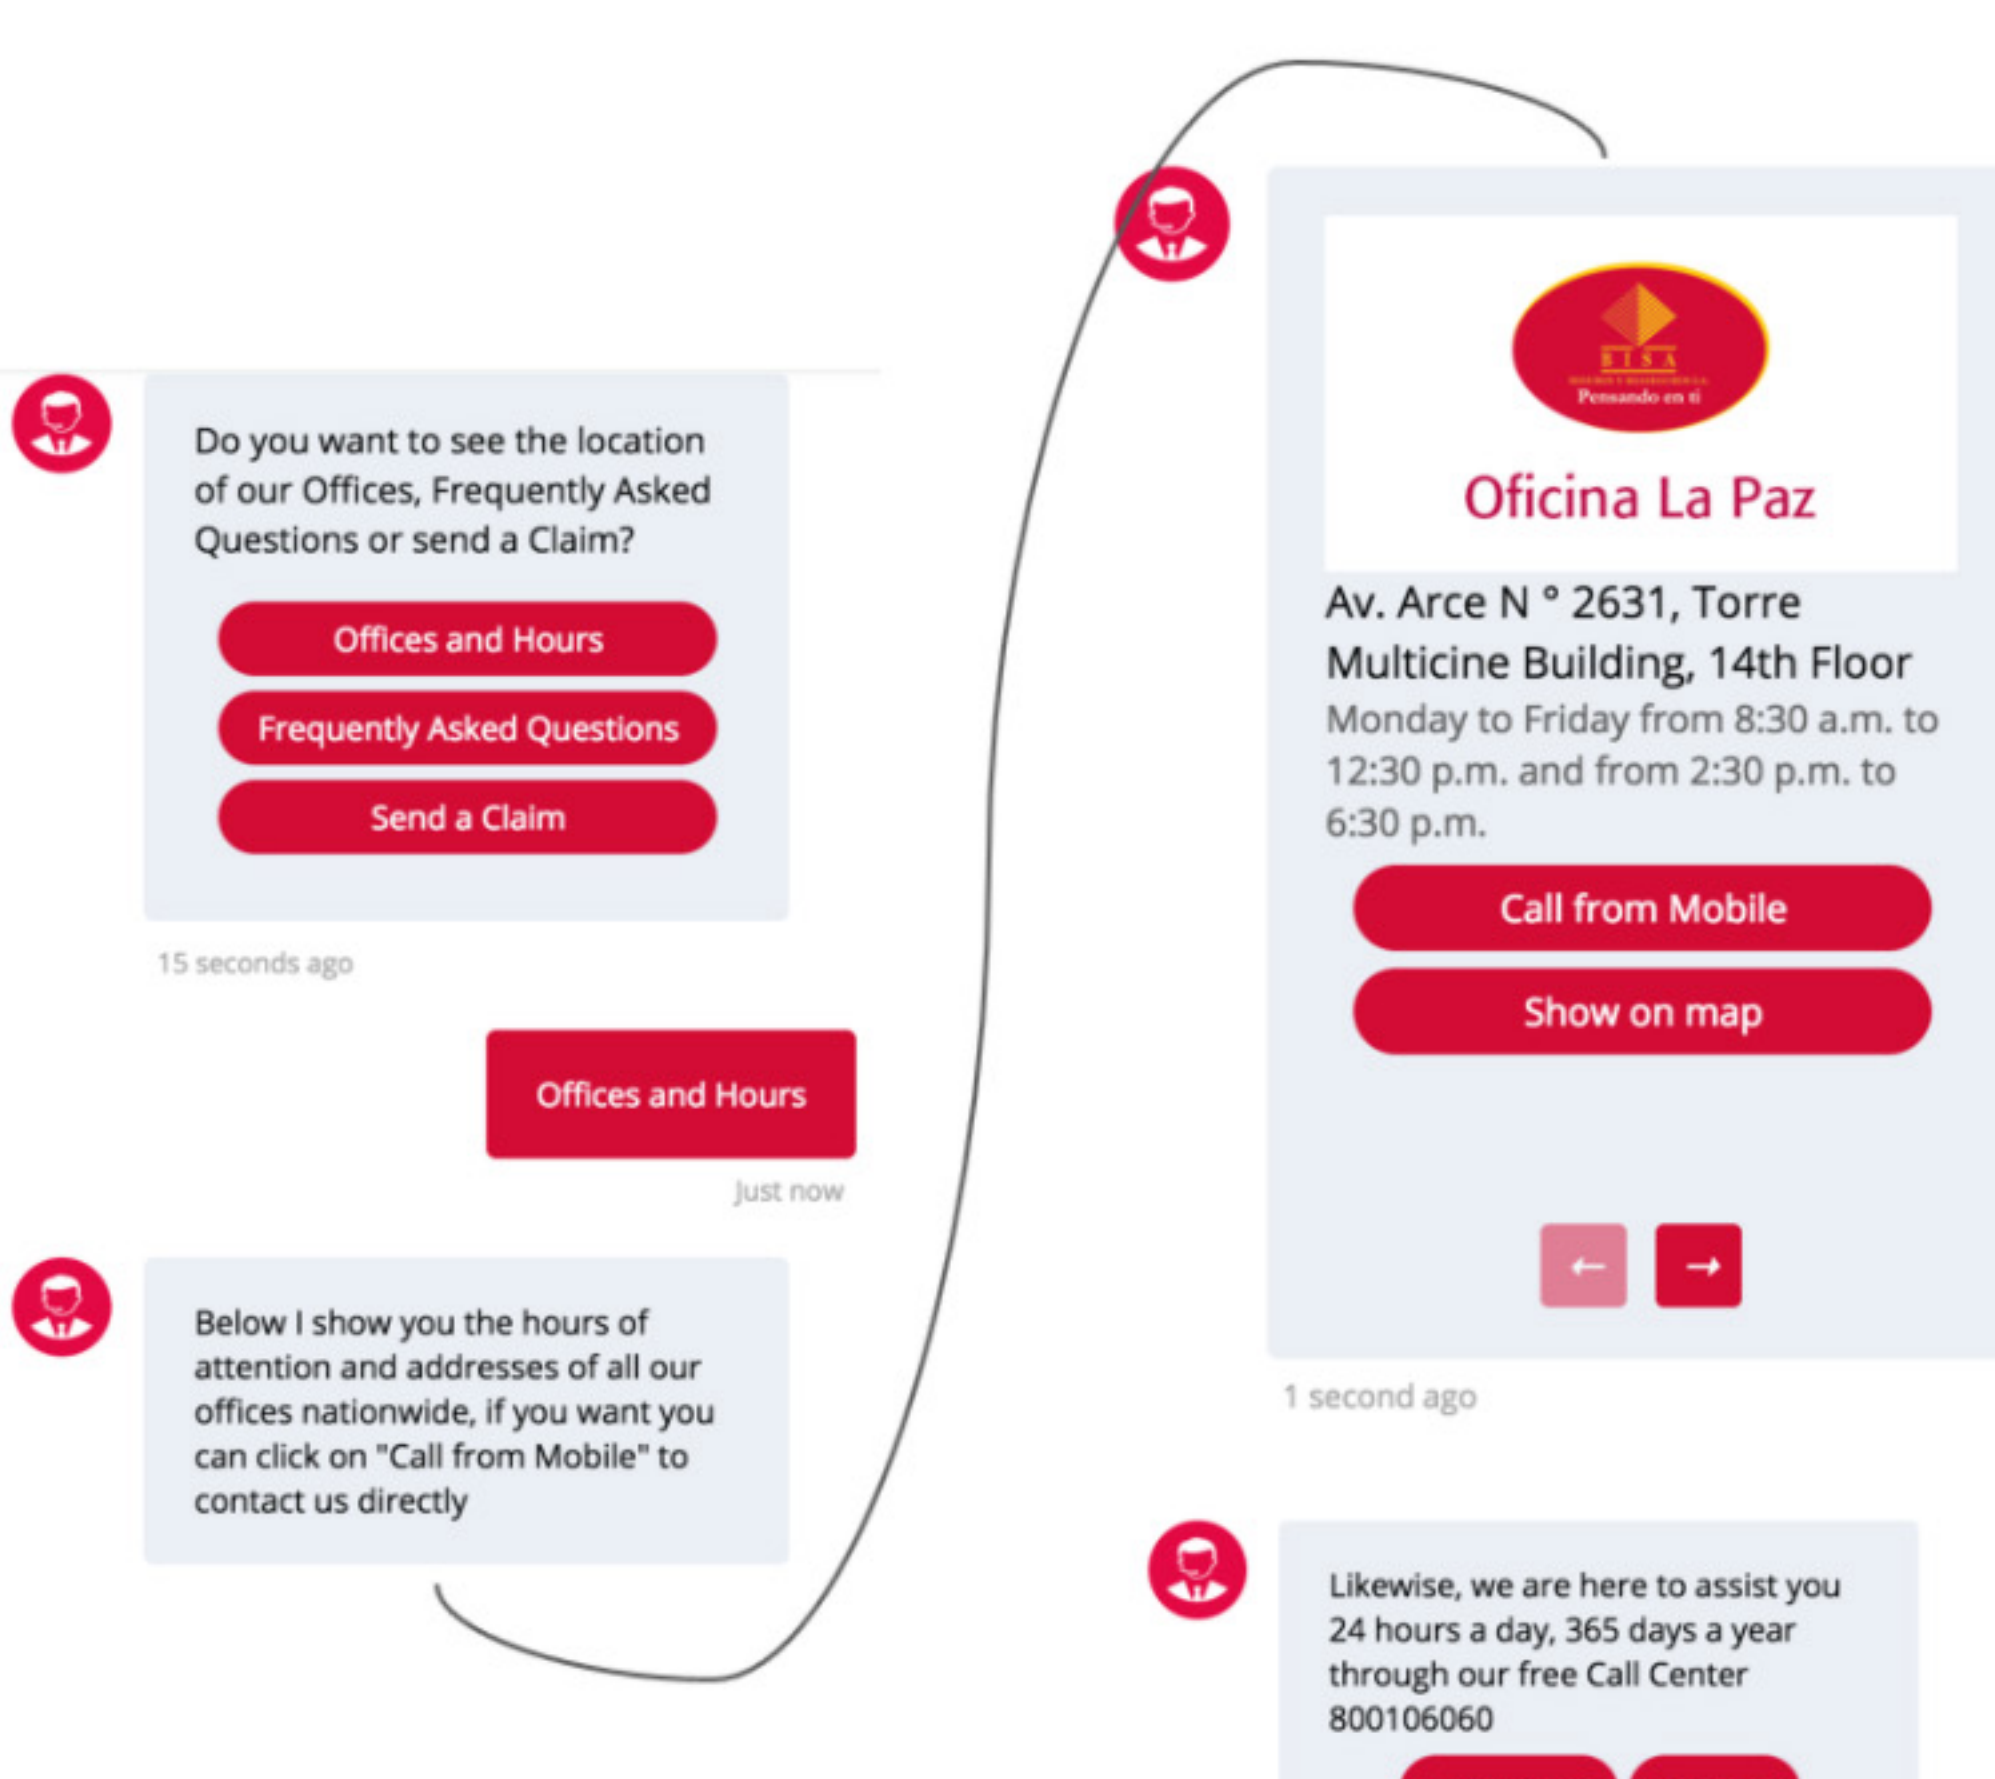 Do you want to see the location
of our Offices, Frequently Asked
Questions or send a Claim?
Offices and Hours
Frequently Asked Questions
Send a Claim
15 seconds ago
Offices and Hours
Just now
Below I show you the hours of
attention and addresses of all our
offices nationwide, if you want you
can click on "Call from Mobile" to
contact us directly
BISA
Pensando en ti
Oficina La Paz
Av. Arce N ° 2631, Torre
Multicine Building, 14th Floor
Monday to Friday from 8:30 a.m. to
12:30 p.m. and from 2:30 p.m. to
6:30 p.m.
Call from Mobile
Show on map
← →
1 second ago
Likewise, we are here to assist you
24 hours a day, 365 days a year
through our free Call Center
800106060